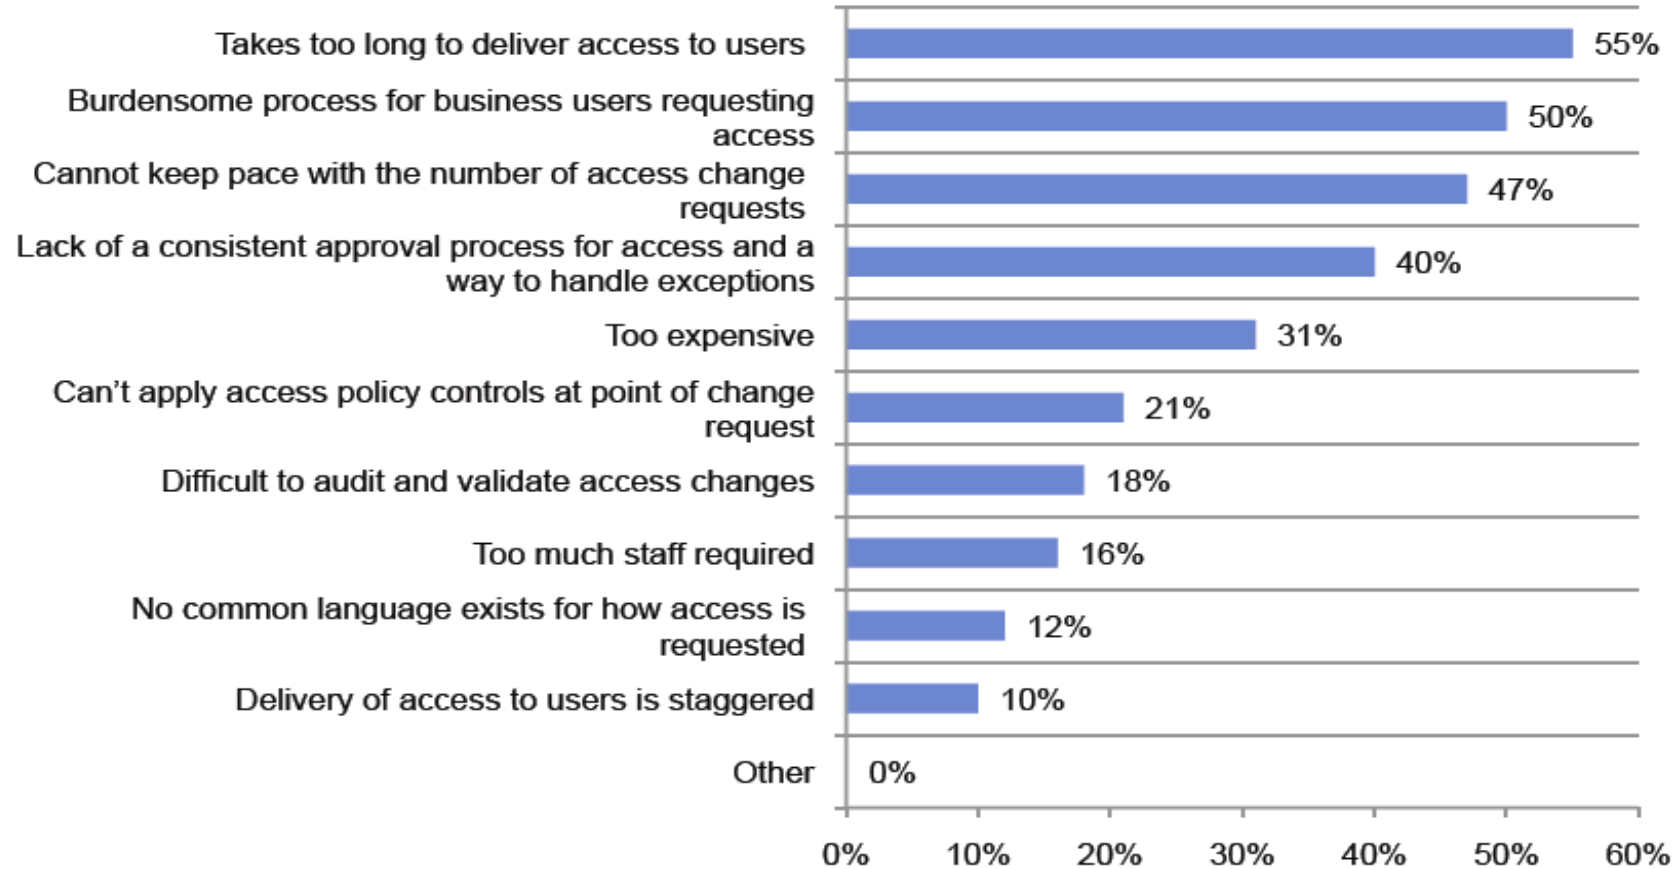 Takes too long to deliver access to users 55%
Burdensome process for business users requesting
access
50%
Cannot keep pace with the number of access change
requests
47%
Lack of a consistent approval process for access and a
way to handle exceptions
40%
Too expensive 31%
Can’t apply access policy controls at point of change
request
21%
Difficult to audit and validate access changes 18%
Too much staff required 16%
No common language exists for how access is
requested
12%
Delivery of access to users is staggered 10%
Other 0%
0% 10% 20% 30% 40% 50% 60%